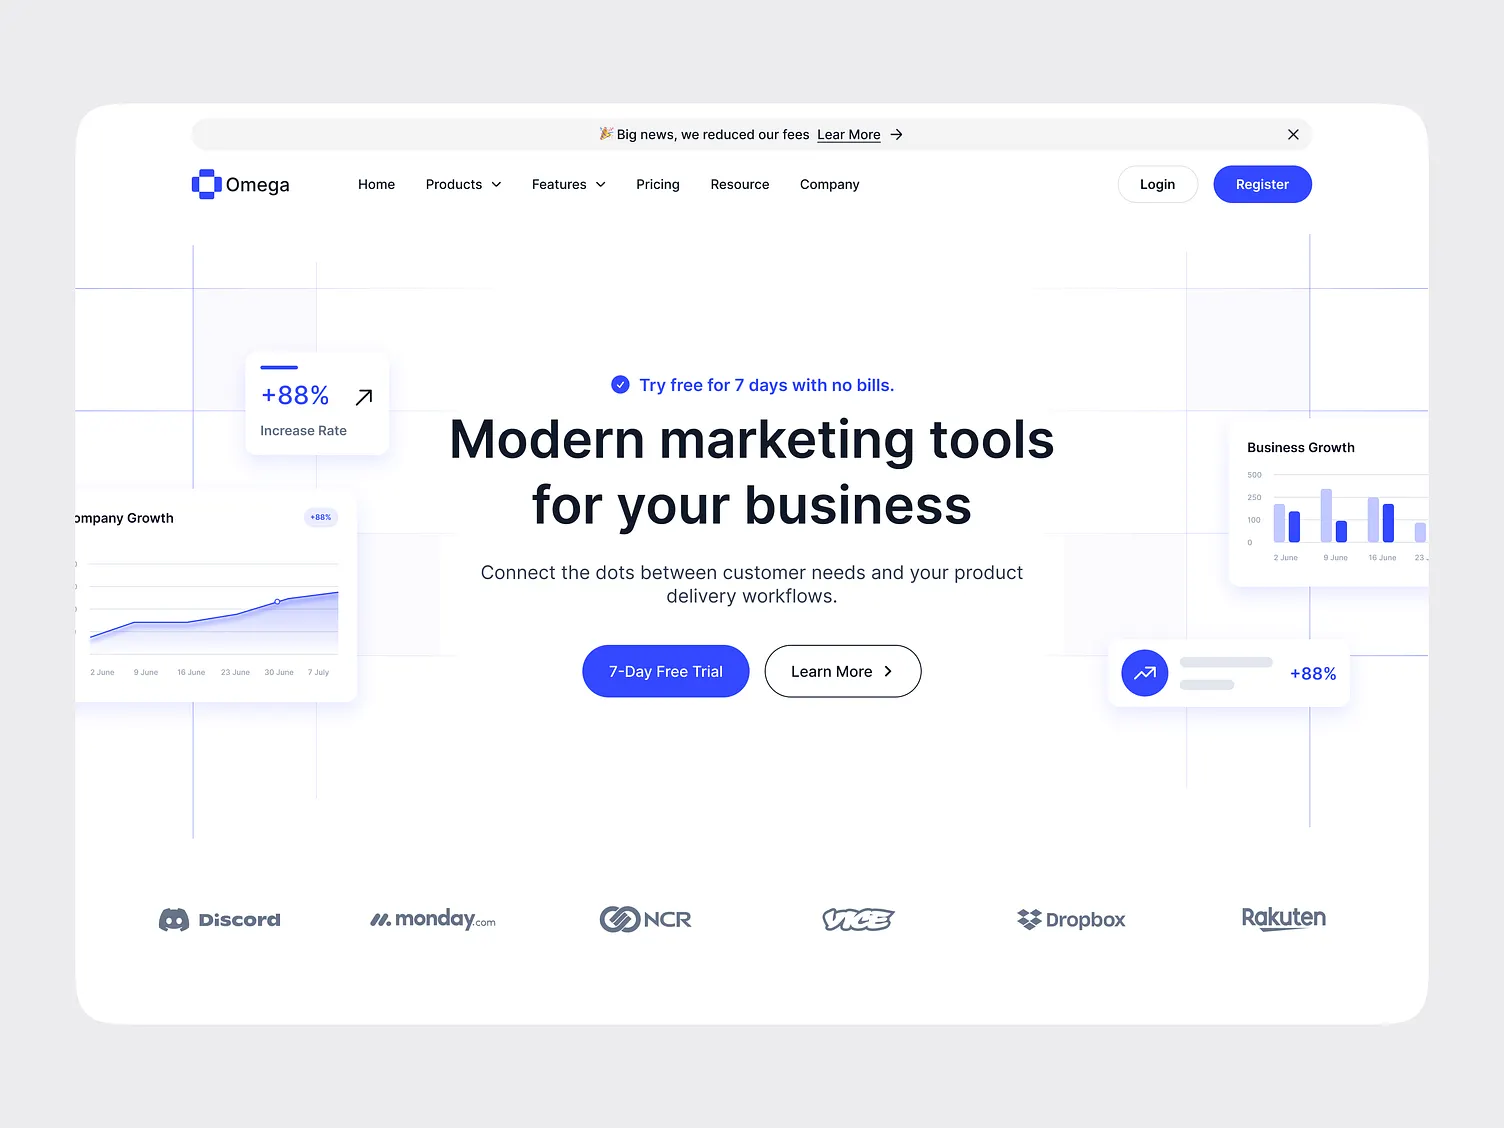 🎉 Big news, we reduced our fees Lear More →
Omega
Home Products Features Pricing Resource Company
Login Register
Try free for 7 days with no bills.
Modern marketing tools
for your business
Connect the dots between customer needs and your product
delivery workflows.
7-Day Free Trial Learn More
+88%
Increase Rate
ompany Growth +88%
2 June 9 June 16 June 23 June 30 June 7 July
Business Growth
500
250
100
0
2 June 9 June 16 June 23
+88%
Discord monday.com NCR VICE Dropbox Rakuten